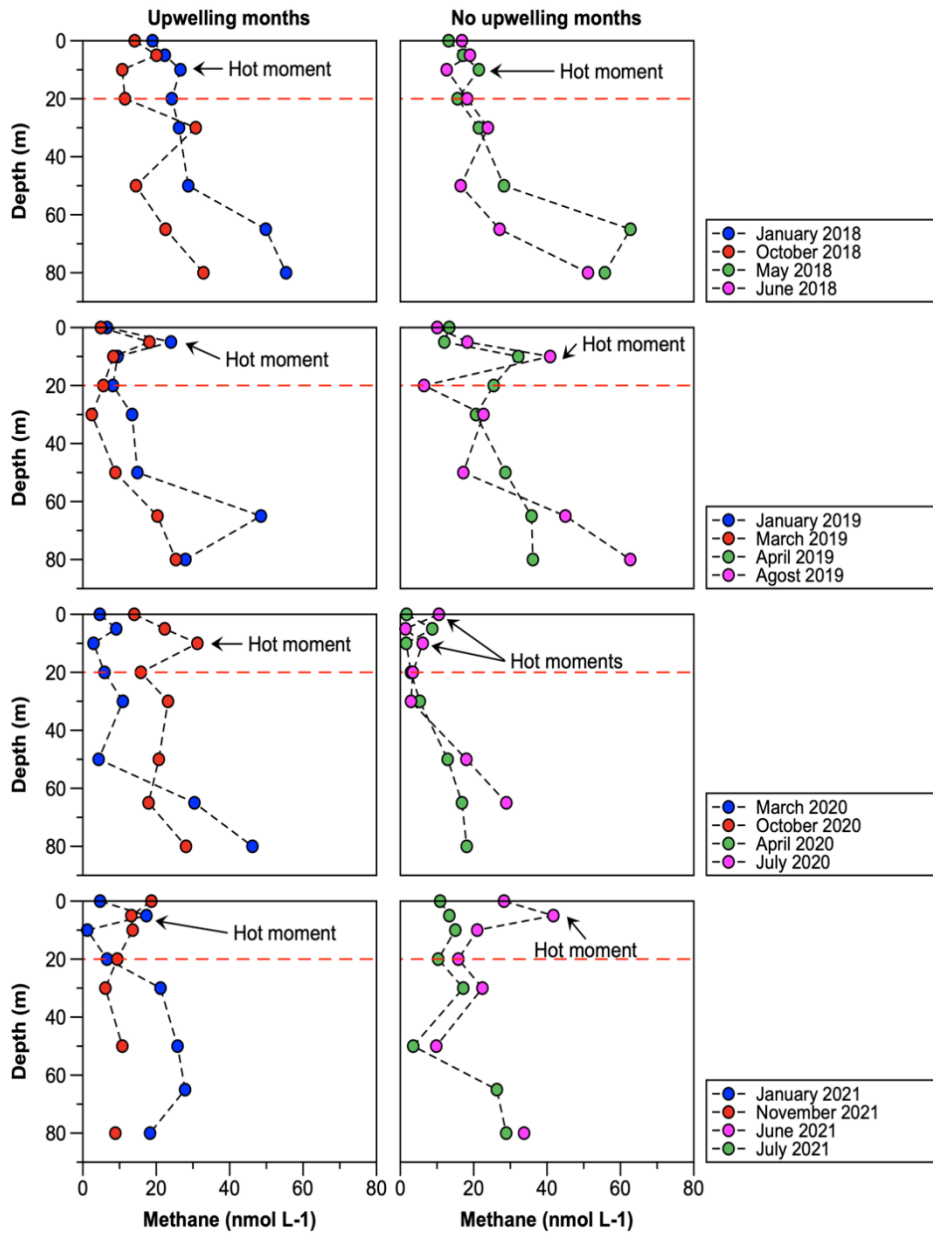 Upwelling months
No upwelling months
Depth (m)
0
20
40
60
80
Hot moment
Hot moment
January 2018
October 2018
May 2018
June 2018
Depth (m)
0
20
40
60
80
Hot moment
Hot moment
January 2019
March 2019
April 2019
Agost 2019
Depth (m)
0
20
40
60
80
Hot moment
Hot moments
March 2020
October 2020
April 2020
July 2020
Depth (m)
0
20
40
60
80
Hot moment
Hot moment
January 2021
November 2021
June 2021
July 2021
0 20 40 60 80
0 20 40 60 80
Methane (nmol L-1)
Methane (nmol L-1)